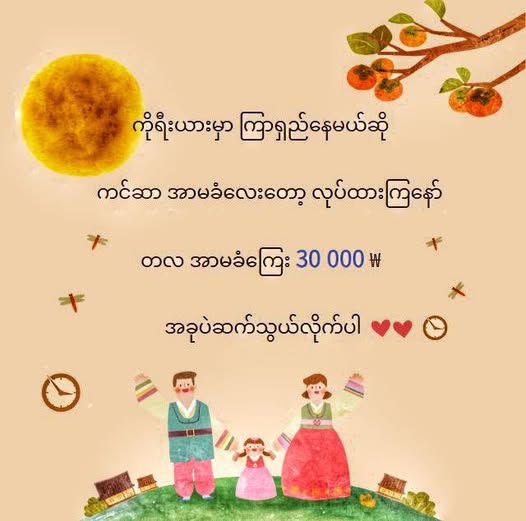 ကိုရီးယားမှာ ကြာရှည်နေမယ်ဆို
ကင်ဆာ အာမခံလေးတော့ လုပ်ထားကြနော်
တလ အာမခံကြေး 30 000 ₩
အခုပဲဆက်သွယ်လိုက်ပါ